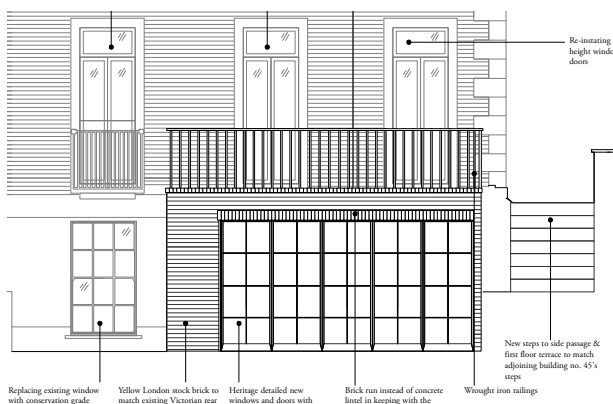 Re-instating
height
doors
New steps to side passage &
first floor terrace to match
adjoining building no. 45's
steps
Replacing existing window
with conservation grade
Yellow London stock brick to
match existing Victorian rear
Heritage detailed new
windows and doors with
Brick run instead of concrete
lintel in keeping with the
Wrought iron railings